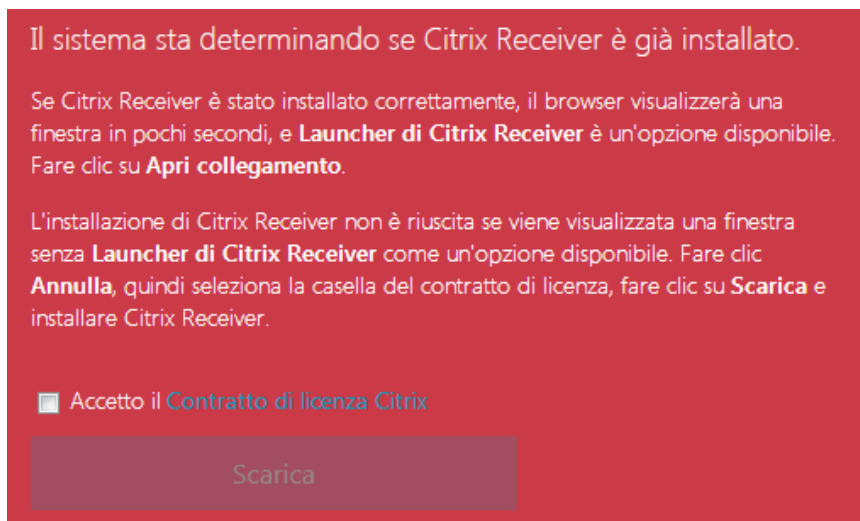 Il sistema sta determinando se Citrix Receiver è già installato.
Se Citrix Receiver è stato installato correttamente, il browser visualizzerà una
finestra in pochi secondi, e Launcher di Citrix Receiver è un'opzione disponibile.
Fare clic su Apri collegamento.
L'installazione di Citrix Receiver non è riuscita se viene visualizzata una finestra
senza Launcher di Citrix Receiver come un'opzione disponibile. Fare clic
Annulla, quindi seleziona la casella del contratto di licenza, fare clic su Scarica e
installare Citrix Receiver.
Accetto il Contratto di licenza Citrix
Scarica